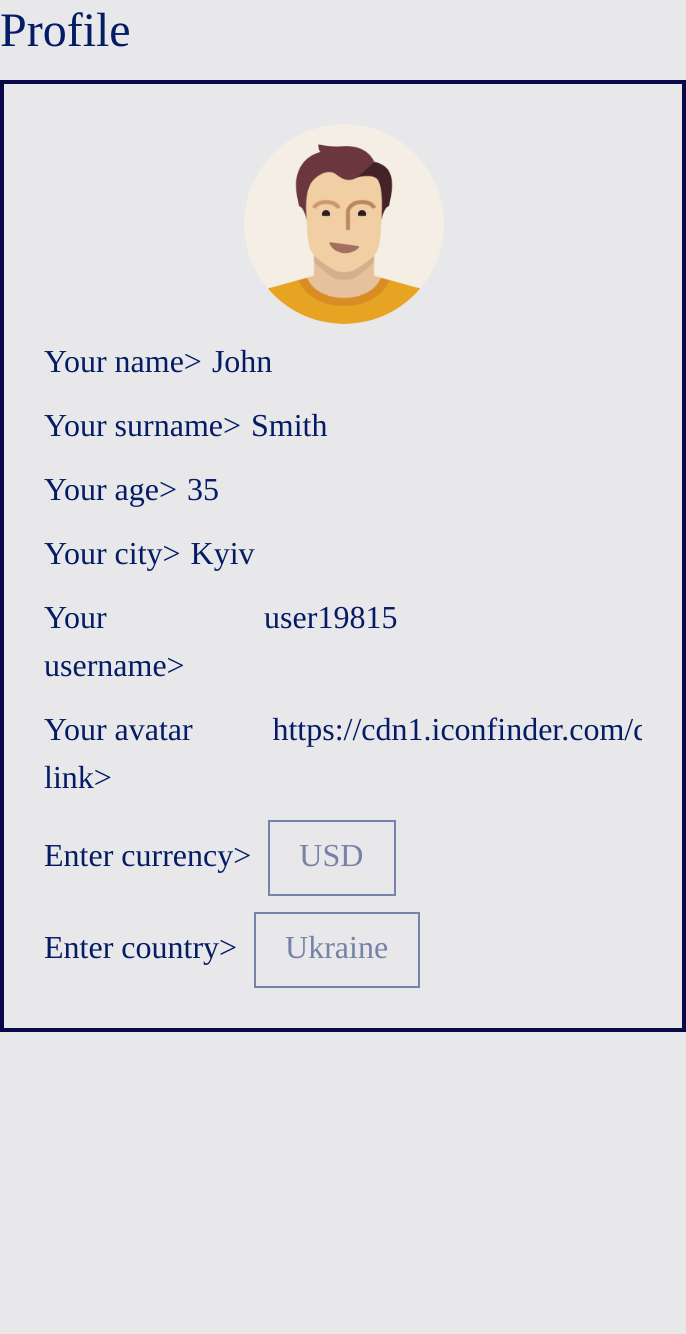 Profile
Your name> John
Your surname> Smith
Your age> 35
Your city> Kyiv
Your user19815
username>
Your avatar https://cdn1.iconfinder.com/
link>
Enter currency> USD
Enter country> Ukraine